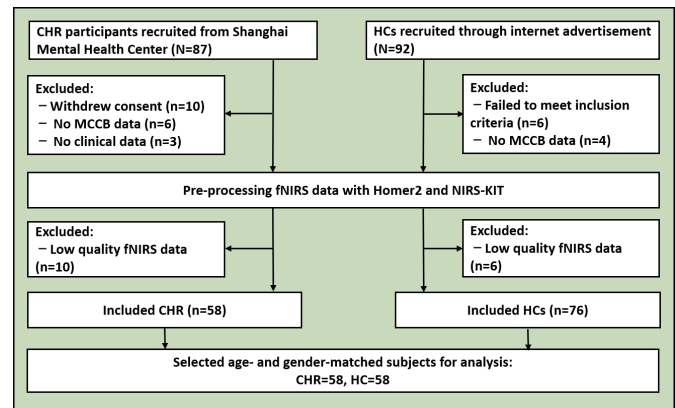 CHR participants recruited from Shanghai
Mental Health Center (N=87)
HCs recruited through internet advertisement
(N=92)
Excluded:
– Withdrew consent (n=10)
– No MCCB data (n=6)
– No clinical data (n=3)
Excluded:
– Failed to meet inclusion
criteria (n=6)
– No MCCB data (n=4)
Pre-processing fNIRS data with Homer2 and NIRS-KIT
Excluded:
– Low quality fNIRS data
(n=10)
Excluded:
– Low quality fNIRS data
(n=6)
Included CHR (n=58)
Included HCs (n=76)
Selected age- and gender-matched subjects for analysis:
CHR=58, HC=58